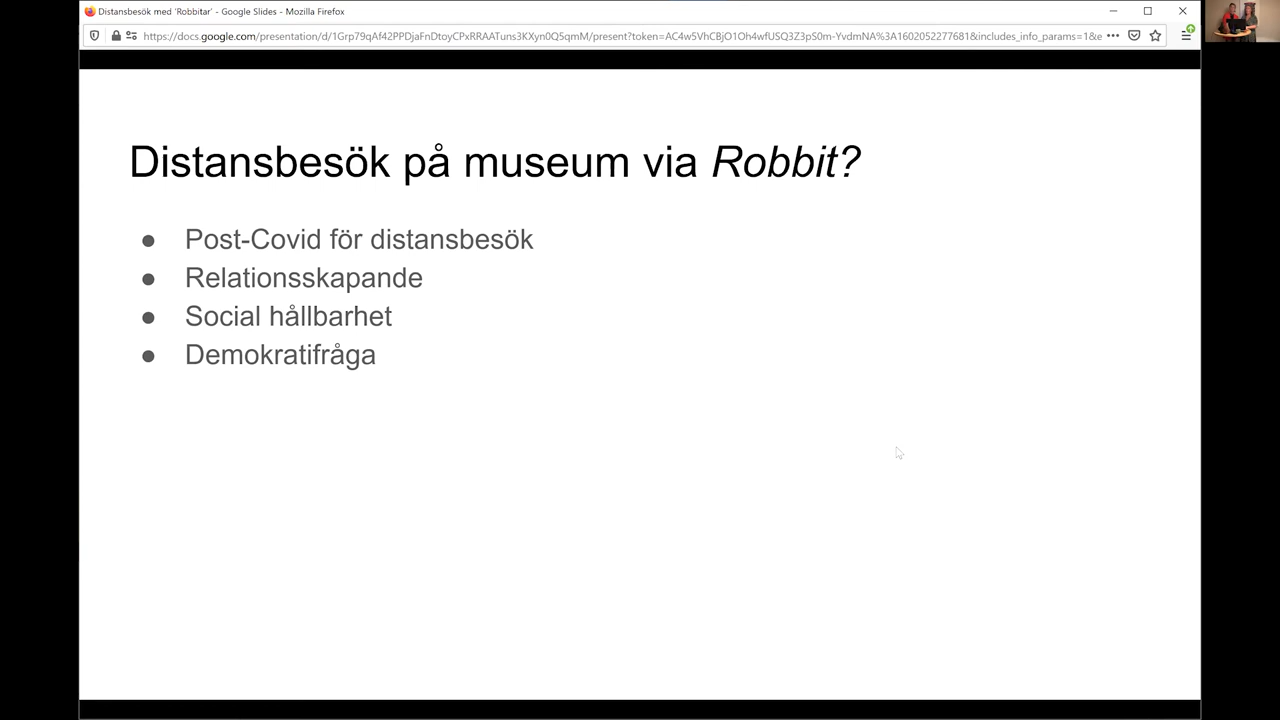 Distansbesök med 'Robbitar' - Google Slides - Mozilla Firefox
https://docs.google.com/presentation/d/1Grp79qAf42PPDjaFnDtoyCPxRRAATuns3KXyn0Q5qmM/present?token=AC4w5VhCBjO1Oh4wfUSQ3Z3pS0m-YvdmNA%3A1602052277681&includes_info_params=1&e
Distansbesök på museum via Robbit?
● Post-Covid för distansbesök
● Relationsskapande
● Social hållbarhet
● Demokratifråga